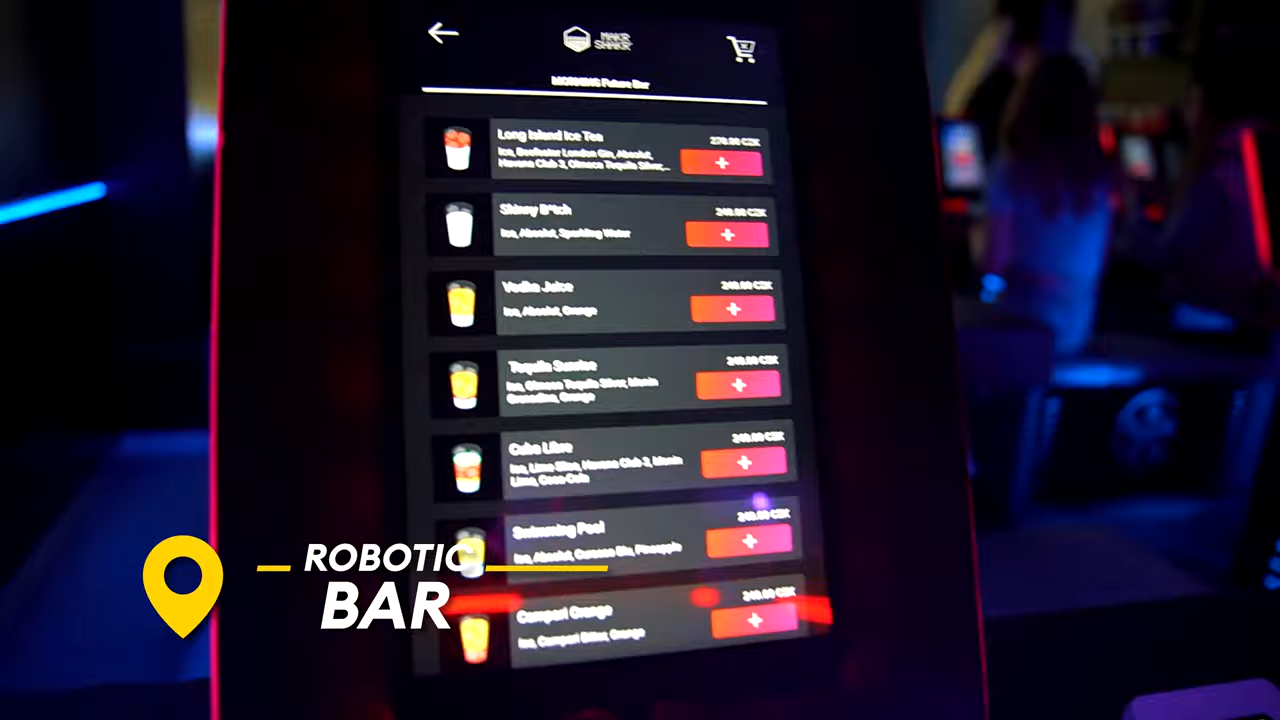 MAKR
SHAKR
Future Bar
Long Island Ice Tea
270.00 CZK
Ice, Beefeater London Gin, Absolut,
Havana Club 3, Olmeca Tequila Silver,...
Skinny B*tch
240.00 CZK
Ice, Absolut, Sparkling Water
Vodka Juice
240.00 CZK
Ice, Absolut, Orange
Tequila Sunrise
240.00 CZK
Ice, Olmeca Tequila Silver, Monin
Grenadine, Orange
Cuba Libre
240.00 CZK
Ice, Lime Slice, Havana Club 3, Monin
Lime, Coca-Cola
Swimming Pool
240.00 CZK
Ice, Absolut, Curacao Blu, Pineapple
Campari Orange
240.00 CZK
Ice, Campari Bitter, Orange
ROBOTIC
BAR